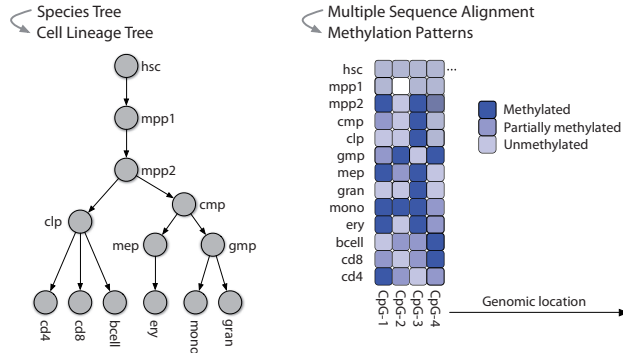 Species Tree
Cell Lineage Tree
hsc
mpp1
mpp2
cmp
clp
mep
gmp
cd4
cd8
bcell
ery
mono
gran
Multiple Sequence Alignment
Methylation Patterns
hsc ...
mpp1
mpp2
cmp
clp
gmp
mep
gran
mono
ery
bcell
cd8
cd4
CpG-1
CpG-2
CpG-3
CpG-4
Methylated
Partially methylated
Unmethylated
Genomic location